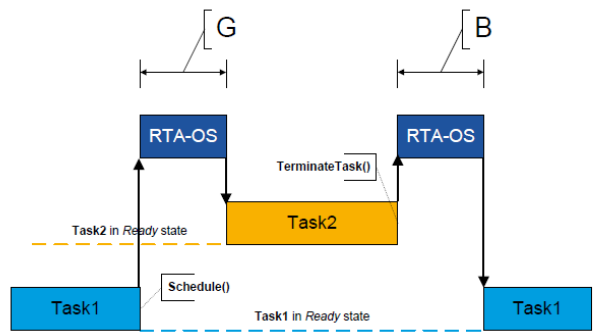 G
B
RTA-OS
RTA-OS
TerminateTask()
Task2
Task2 in Ready state
Schedule()
Task1
Task1 in Ready state
Task1